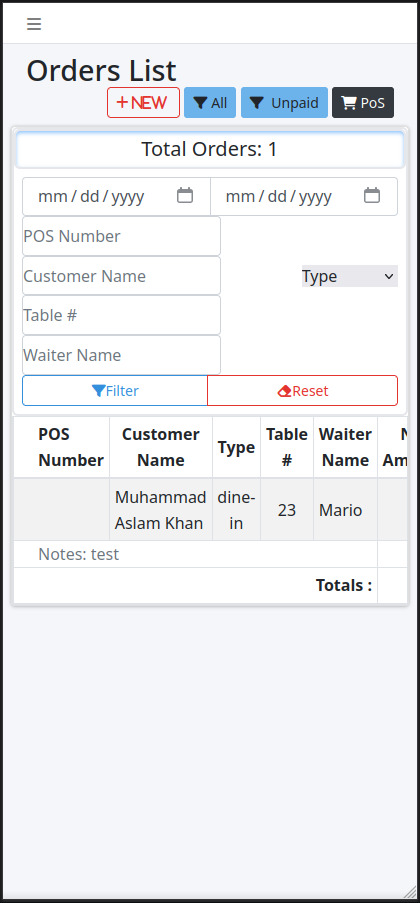 Orders List
+NEW
All
Unpaid
PoS
Total Orders: 1
mm/dd/yyyy
mm/dd/yyyy
POS Number
Customer Name
Type
Table #
Waiter Name
Filter
Reset
POS Number
Customer Name
Type
Table #
Waiter Name
Muhammad Aslam Khan
dine-in
23
Mario
Notes: test
Totals :